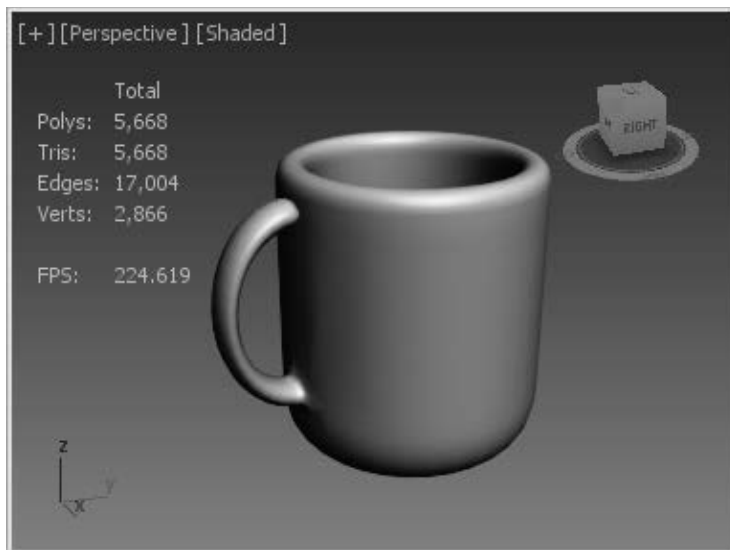 [+][Perspective][Shaded]
Total
Polys: 5,668
Tris: 5,668
Edges: 17,004
Verts: 2,866
FPS: 224.619
RIGHT
z
y
x